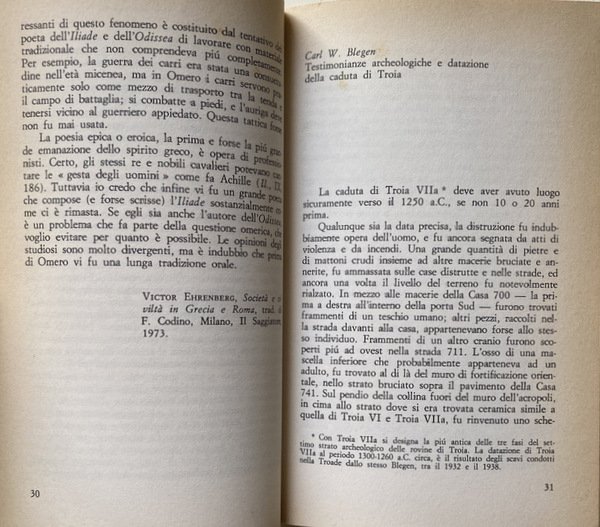 ressanti di questo fenomeno è costituito dal tentativo del
poeta dell'Iliade e dell'Odissea di lavorare con materiale
tradizionale che non comprendeva piú completamente.
Per esempio, la guerra dei carri era stata una
dine nell'età micenea, ma in Omero i carri servono
ticamente solo come mezzo di trasporto tra la tenda e
il campo di battaglia; si combatte a piedi, e l'auriga deve
tenersi vicino al guerriero appiedato. Questa tattica forse
non fu mai usata.
La poesia epica o eroica, la prima e forse la piú gran-
de emanazione dello spirito greco, è opera di professio-
nisti. Certo, gli stessi re e nobili cavalieri potevano can-
tare le « gesta degli uomini » come fa Achille (Il., IX,
186). Tuttavia io credo che infine vi fu un grande poeta
che compose (e forse scrisse) l'Iliade sostanzialmente co-
me ci è rimasta. Se egli sia anche l'autore dell'Odissea,
è un problema che fa parte della questione omerica, che
voglio evitare per quanto è possibile. Le opinioni degli
studiosi sono molto divergenti, ma è indubbio che prima
di Omero vi fu una lunga tradizione orale.
VICTOR EHRENBERG, Società e ci-
viltà in Grecia e Roma, trad. di
F. Codino, Milano, Il Saggiatore,
1973.
30
Carl W. Blegen
Testimonianze archeologiche e datazione
della caduta di Troia
La caduta di Troia VIIa * deve aver avuto luogo
sicuramente verso il 1250 a.C., se non 10 o 20 anni
prima.
Qualunque sia la data precisa, la distruzione fu indub-
biamente opera dell'uomo, e fu ancora segnata da atti di
violenza e da incendi. Una grande quantità di pietre e
di mattoni crudi insieme ad altre macerie bruciate e an-
nerite, fu ammassata sulle case distrutte e nelle strade, ed
ancora una volta il livello del terreno fu notevolmente
rialzato. In mezzo alle macerie della Casa 700 — la pri-
ma a destra all'interno della porta Sud — furono trovati
frammenti di un teschio umano; altri pezzi, raccolti nel-
la strada davanti alla casa, appartenevano forse allo stes-
so individuo. Frammenti di un altro cranio furono sco-
perti piú ad ovest nella strada 711. L'osso di una ma-
scella inferiore che probabilmente apparteneva ad un
adulto, fu trovato al di là del muro di fortificazione orien-
tale, nello strato bruciato sopra il pavimento della Casa
741. Sul pendio della collina fuori del muro dell'acropoli,
in cima allo strato dove si era trovata ceramica simile a
quella di Troia VI e Troia VIIa, fu rinvenuto uno sche-
* Con Troia VIIa si designa la piú antica delle tre fasi del set-
timo strato archeologico delle rovine di Troia. La datazione di Troia
VIIa al periodo 1300-1260 a.C. circa, è il risultato degli scavi condotti
nella Troade dallo stesso Blegen, tra il 1932 e il 1938.
31